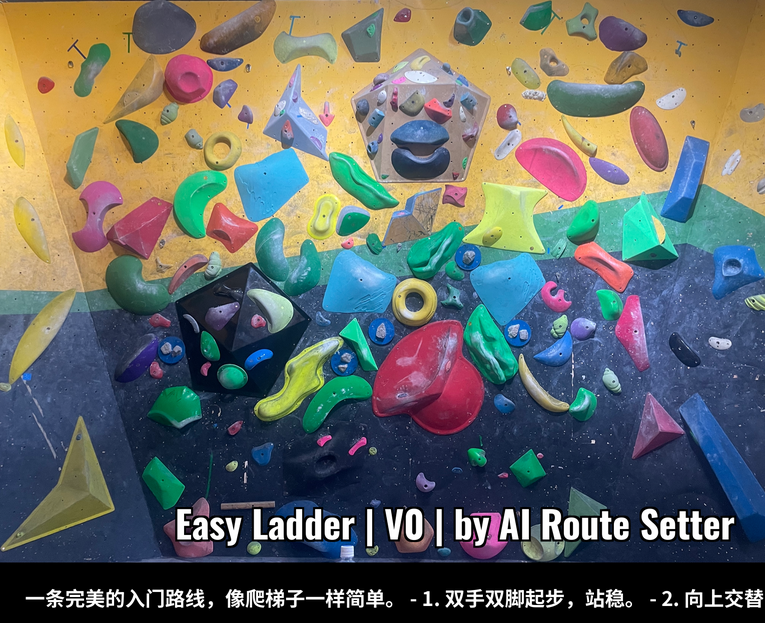 Easy Ladder | V0 | by AI Route Setter
一条完美的入门路线，像爬梯子一样简单。 - 1. 双手双脚起步，站稳。 - 2. 向上交替